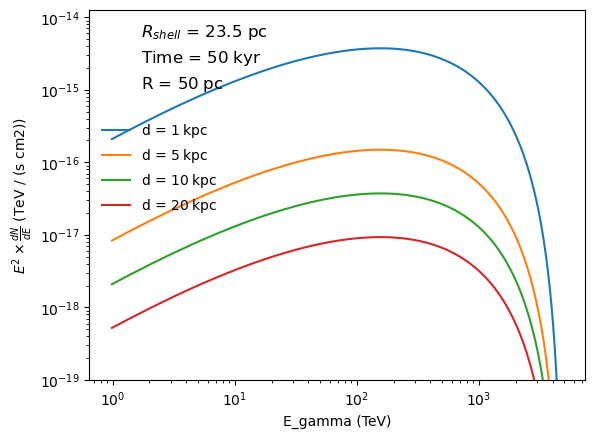 R_shell = 23.5 pc
Time = 50 kyr
R = 50 pc
d = 1 kpc
d = 5 kpc
d = 10 kpc
d = 20 kpc
10^-14
10^-15
10^-16
10^-17
10^-18
10^-19
E^2 × dN/dE (TeV / (s cm2))
10^0 10^1 10^2 10^3
E_gamma (TeV)